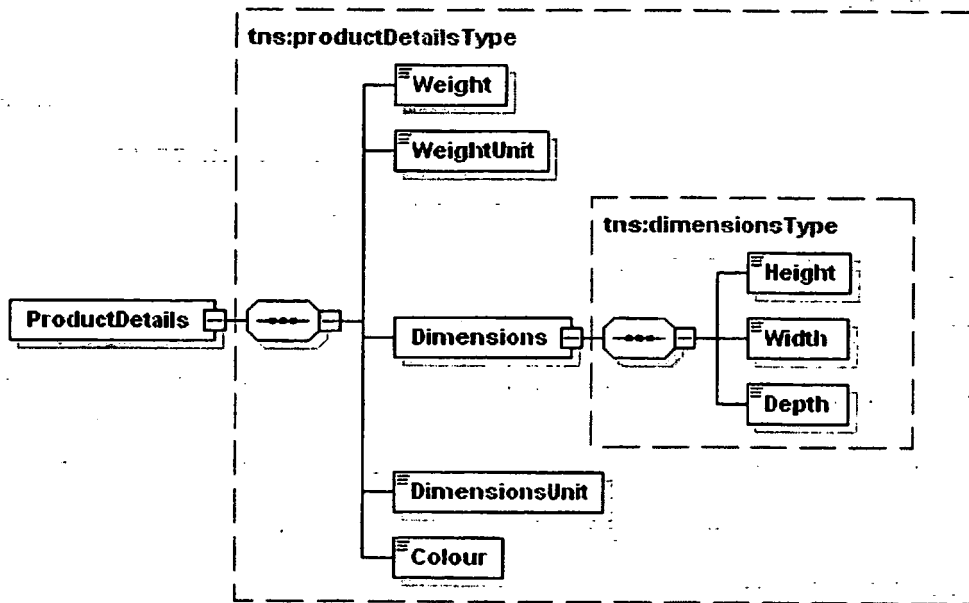 tns:productDetailsType
Weight
WeightUnit
tns:dimensionsType
Height
ProductDetails
Dimensions
Width
Depth
DimensionsUnit
Colour